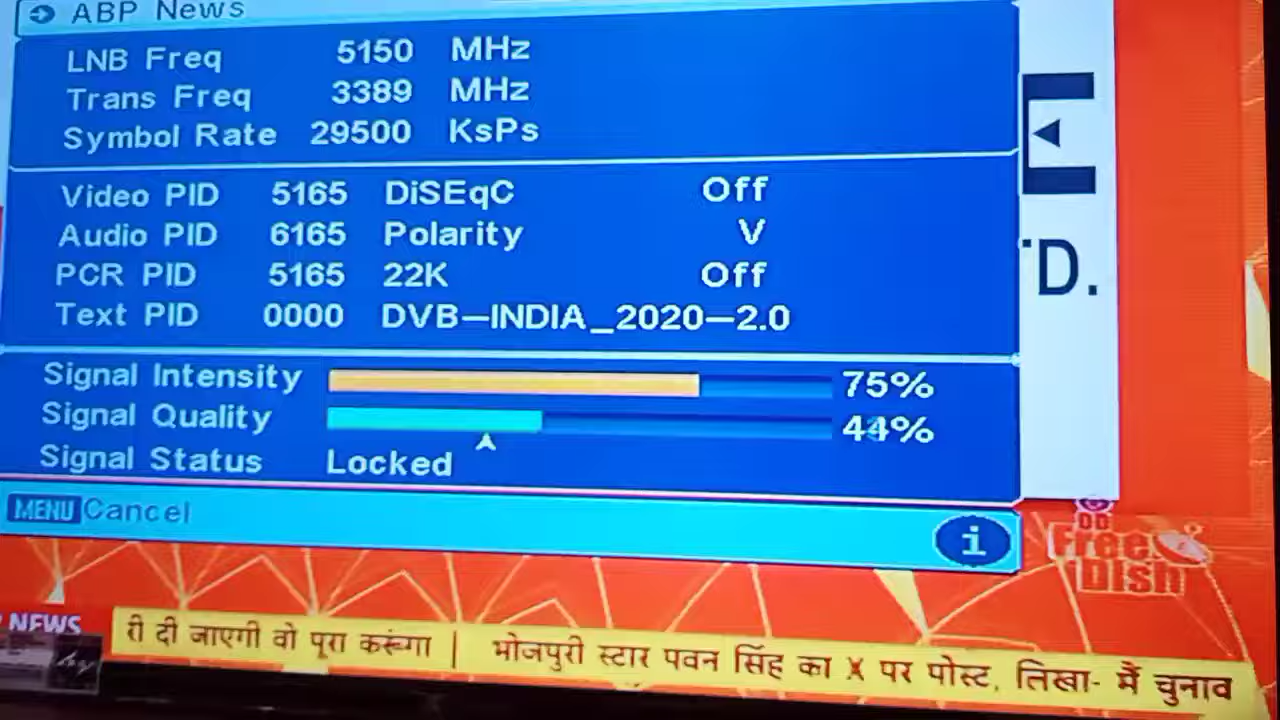 ABP News
LNB Freq 5150 MHz
Trans Freq 3389 MHz
Symbol Rate 29500 KsPs
Video PID 5165 DiSEqC Off
Audio PID 6165 Polarity V
PCR PID 5165 22K Off
Text PID 0000 DVB-INDIA_2020-2.0
Signal Intensity 75%
Signal Quality 44%
Signal Status Locked
MENU Cancel
i
D.
DD
Free
Dish
NEWS
री दी जाएगी वो पूरा करूंगा | भोजपुरी स्टार पवन सिंह का X पर पोस्ट, लिखा- मैं चुनाव